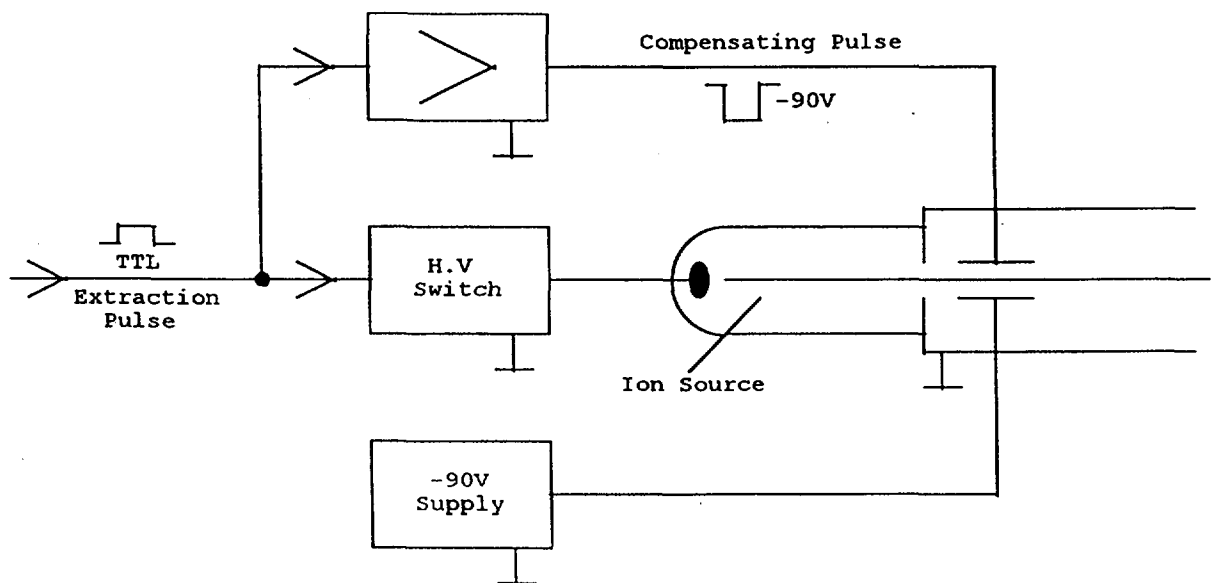 Compensating Pulse
-90V
TTL
Extraction
Pulse
H.V
Switch
Ion Source
-90V
Supply